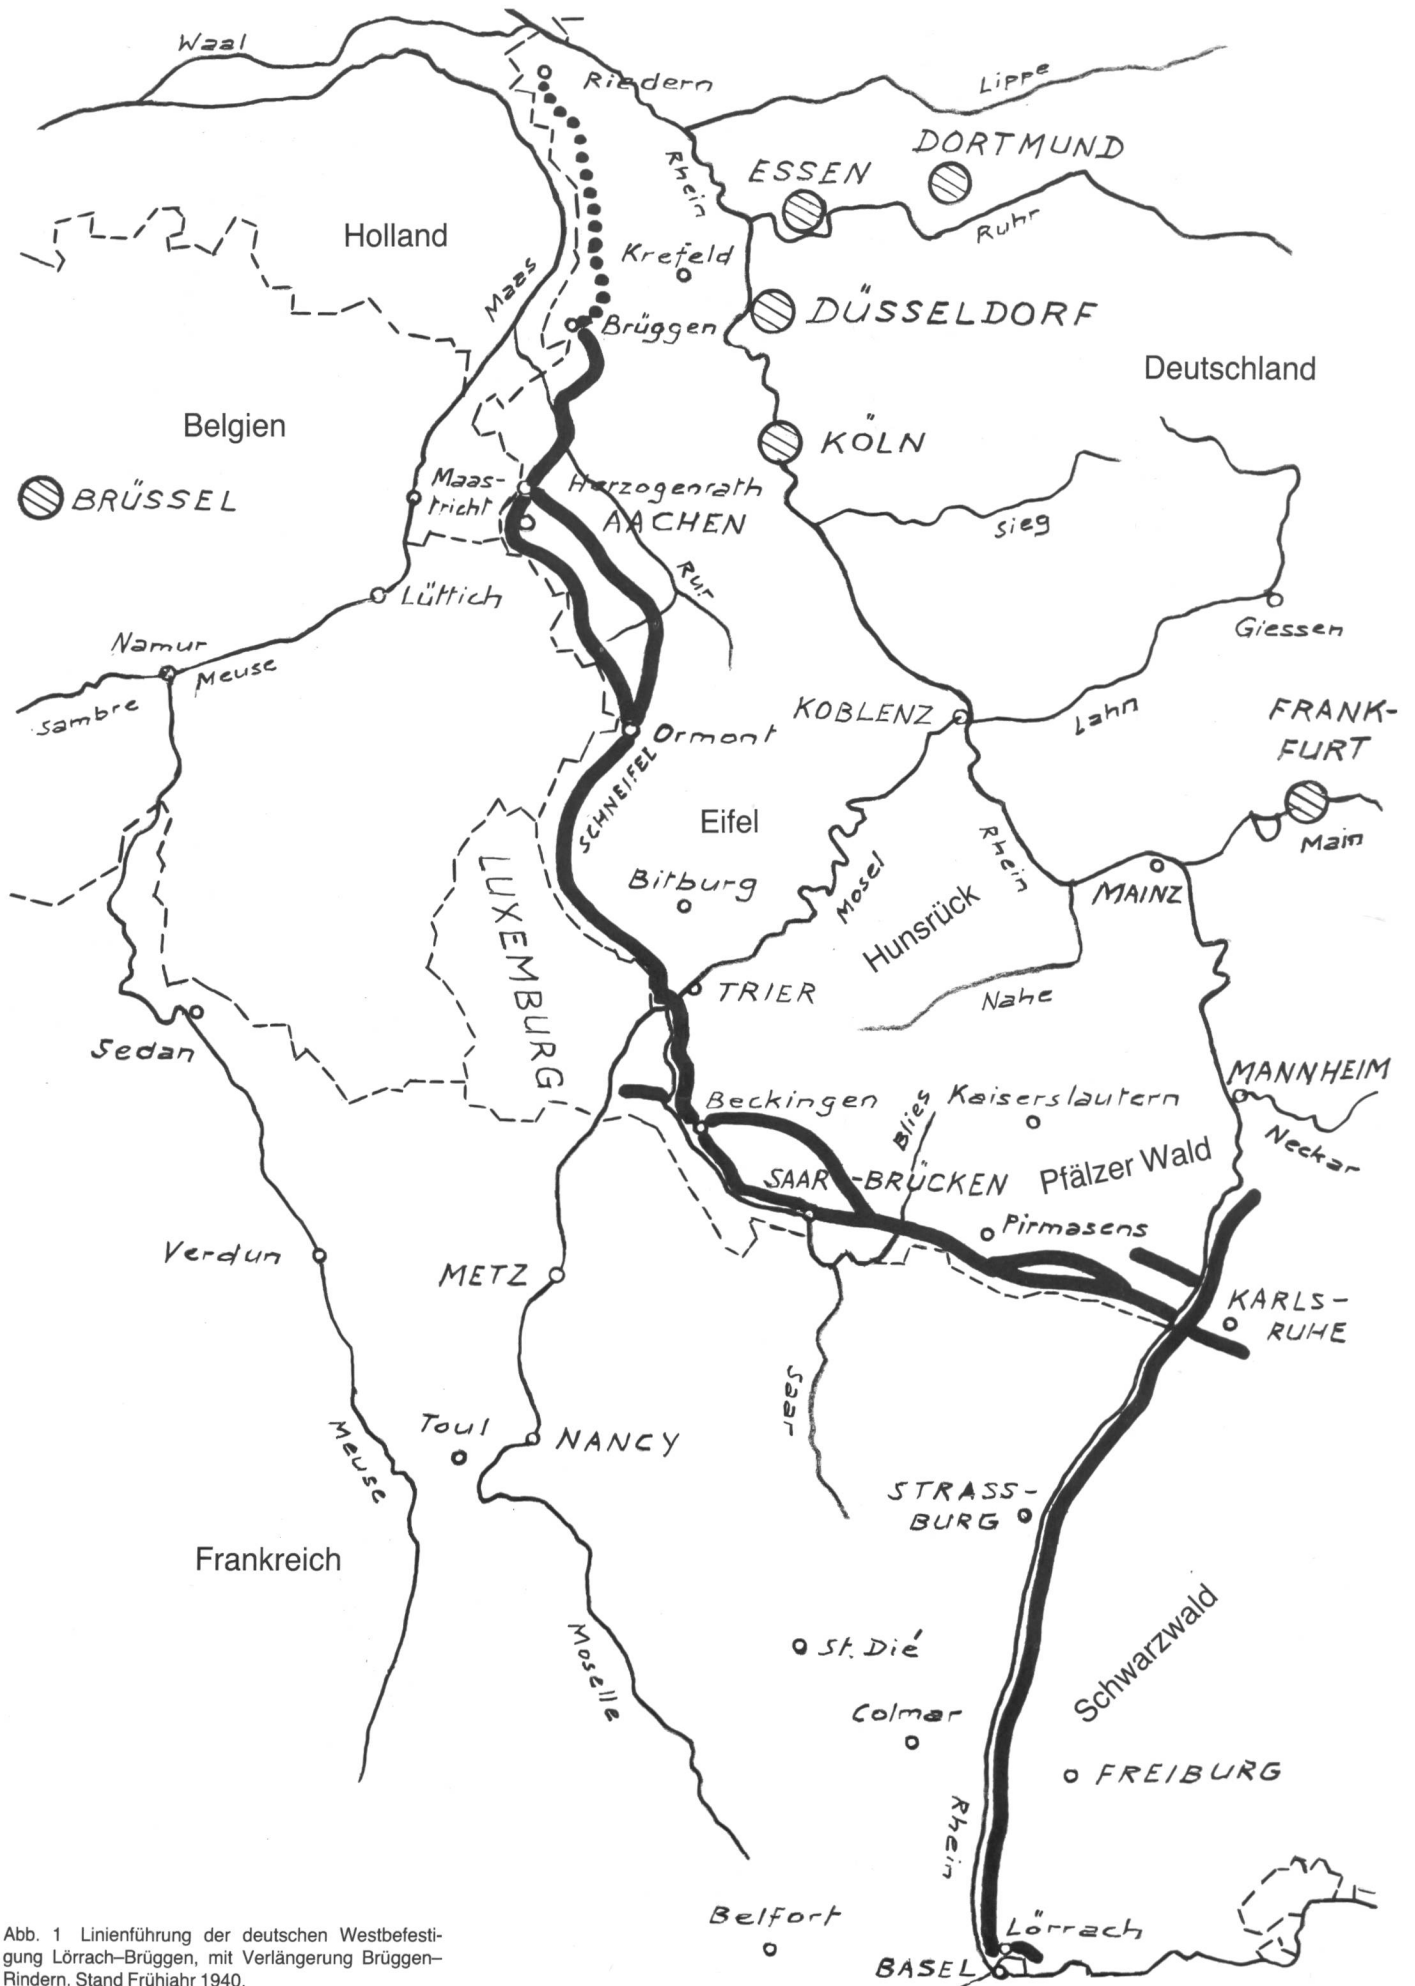 Waal
Riedern
Lippe
DORTMUND
ESSEN
Rhein
Ruhr
Holland
Krefeld
Maas
DÜSSELDORF
Brüggen
Deutschland
Belgien
KÖLN
BRÜSSEL
Maas-
tricht
Herzogenrath
AACHEN
Sieg
Rur
Lüttich
Giessen
Namur
Meuse
Sambre
KOBLENZ
Lahn
FRANK-
FURT
Ormont
SCHNEIFEL
Eifel
Rhein
Main
LUXEMBURG
Bitburg
Mosel
Hunsrück
MAINZ
TRIER
Nahe
Sedan
MANNHEIM
Beckingen
Blies
Kaiserslautern
Neckar
SAAR-BRÜCKEN
Pfälzer Wald
Pirmasens
Verdun
METZ
KARLS-
RUHE
Saar
Toul
NANCY
Meuse
STRASS-
BURG
Frankreich
Schwarzwald
St. Dié
Moselle
Colmar
FREIBURG
Rhein
Belfort
Lörrach
BASEL
Abb. 1 Linienführung der deutschen Westbefesti-
gung Lörrach–Brüggen, mit Verlängerung Brüggen–
Rindern. Stand Frühjahr 1940.